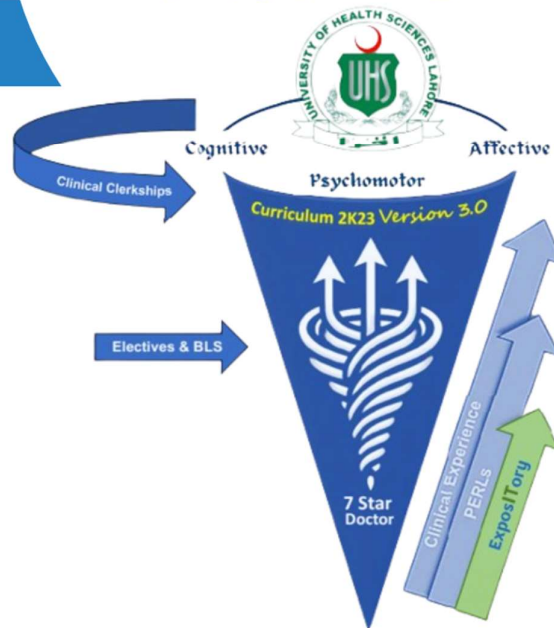 UNIVERSITY OF HEALTH SCIENCES LAHORE
UHS
Cognitive
Affective
Psychomotor
Clinical Clerkships
Curriculum 2K23 Version 3.0
Electives & BLS
7 Star
Doctor
Clinical Experience
PERLs
ExposITory